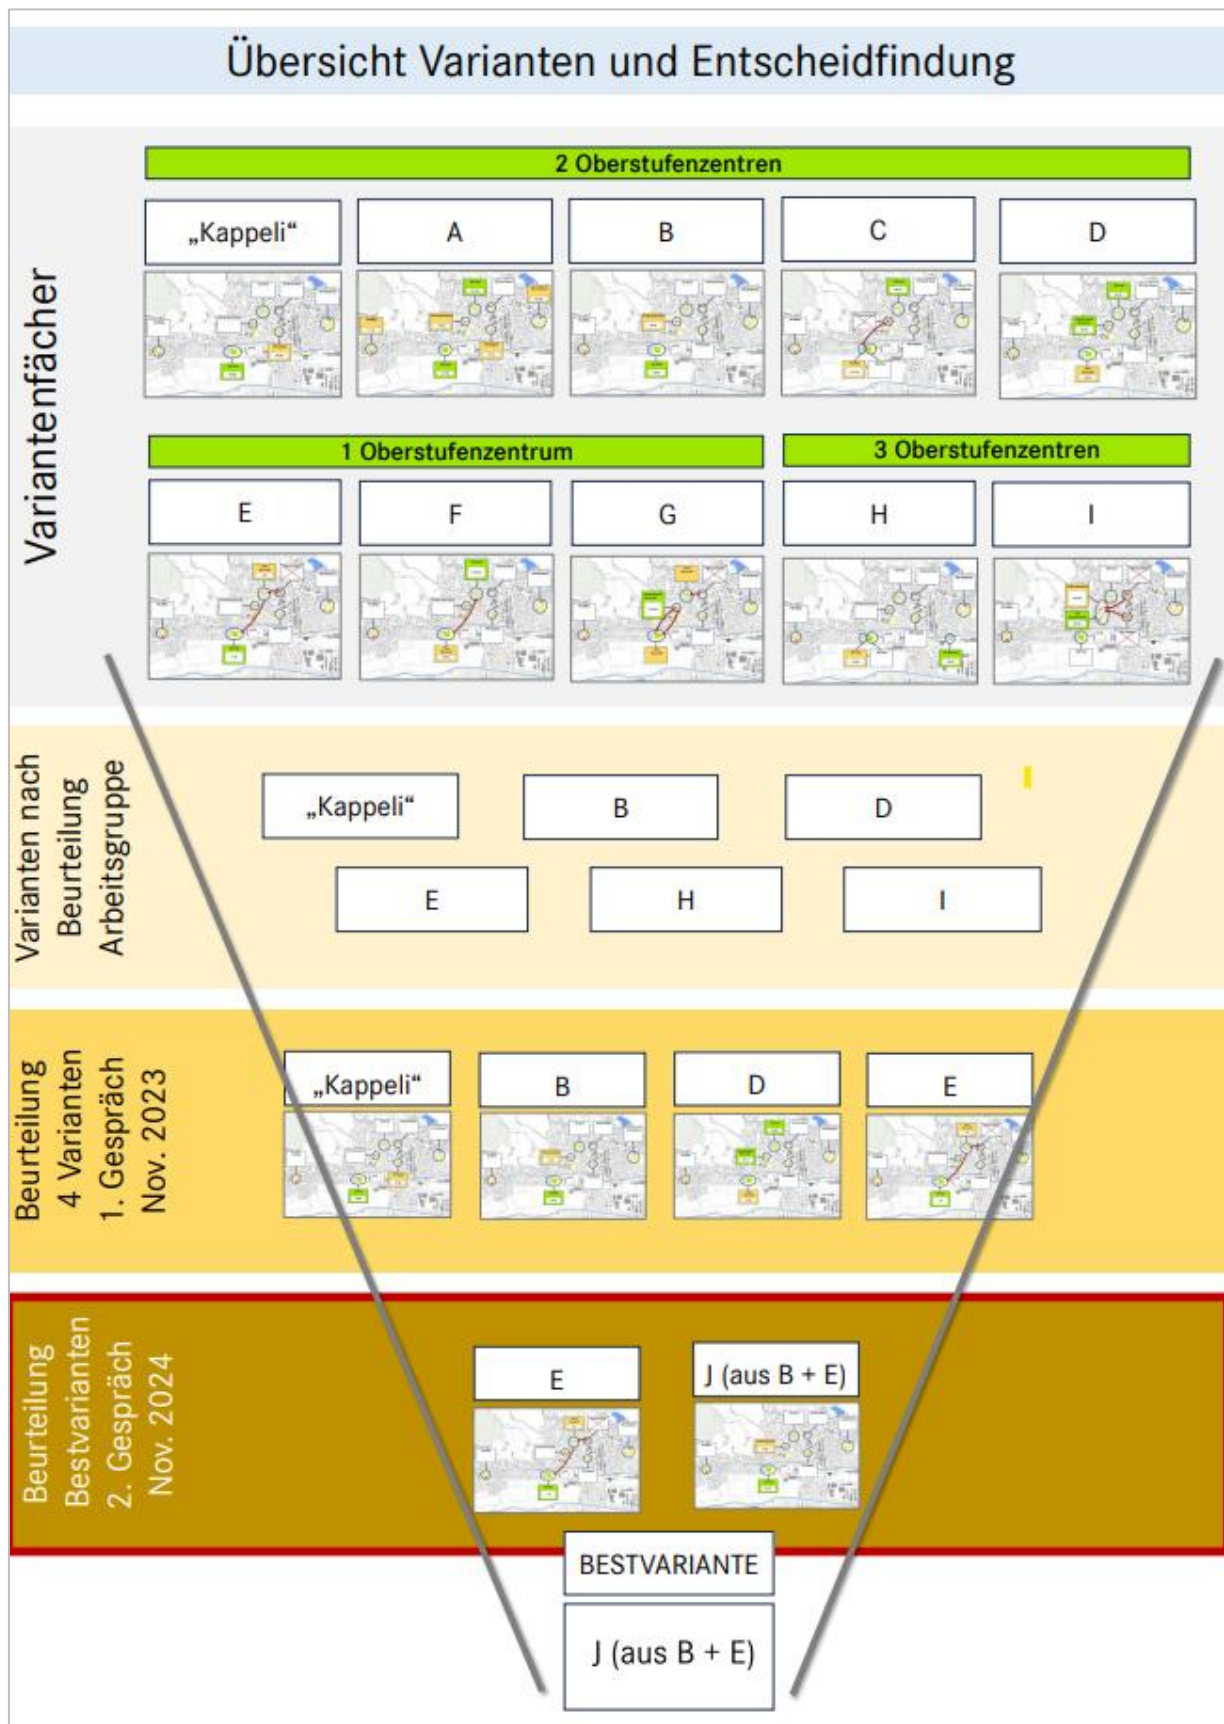 Übersicht Varianten und Entscheidfindung
Variantenfächer
2 Oberstufenzentren
„Kappeli“
A
B
C
D
1 Oberstufenzentrum
3 Oberstufenzentren
E
F
G
H
I
Varianten nach
Beurteilung
Arbeitsgruppe
„Kappeli“
B
D
E
H
I
Beurteilung
4 Varianten
1. Gespräch
Nov. 2023
„Kappeli“
B
D
E
Beurteilung
Bestvarianten
2. Gespräch
Nov. 2024
E
J (aus B + E)
BESTVARIANTE
J (aus B + E)